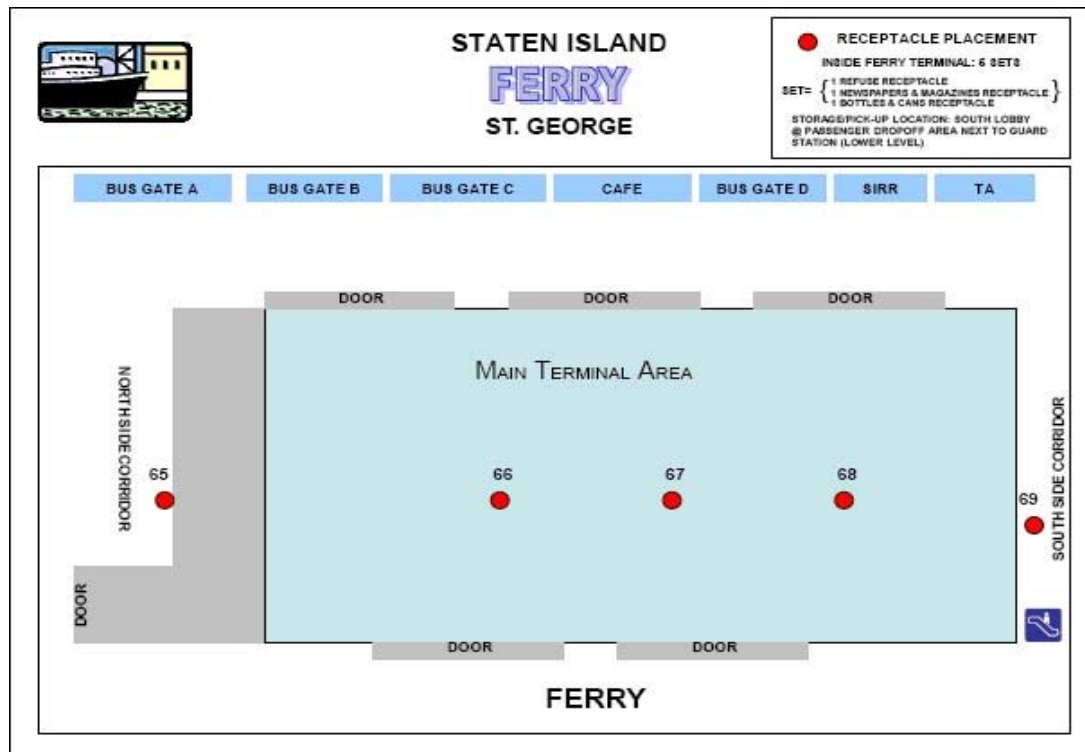 STATEN ISLAND
FERRY
ST. GEORGE
RECEPTACLE PLACEMENT
INSIDE FERRY TERMINAL: 5 SETS
SET= { 1 REFUSE RECEPTACLE
1 NEWSPAPERS & MAGAZINES RECEPTACLE
1 BOTTLES & CANS RECEPTACLE }
STORAGE/PICK-UP LOCATION: SOUTH LOBBY
@ PASSENGER DROPOFF AREA NEXT TO GUARD
STATION (LOWER LEVEL)
BUS GATE A
BUS GATE B
BUS GATE C
CAFE
BUS GATE D
SIRR
TA
DOOR
DOOR
DOOR
MAIN TERMINAL AREA
NORTH SIDE CORRIDOR
65
66
67
68
69
SOUTH SIDE CORRIDOR
DOOR
DOOR
DOOR
FERRY